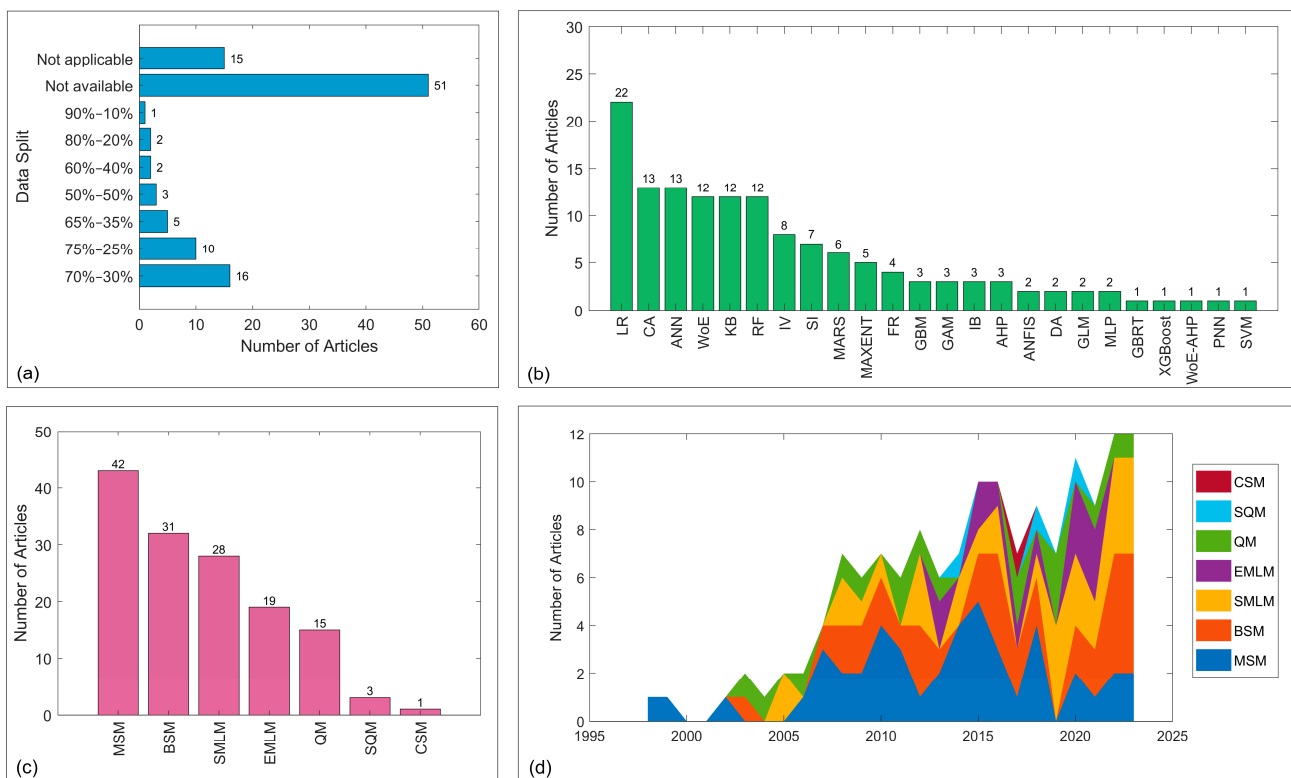 Not applicable
15
Not available
51
90%−10%
1
80%−20%
2
60%−40%
2
50%−50%
3
65%−35%
5
75%−25%
10
70%−30%
16
Data Split
0 10 20 30 40 50 60
Number of Articles
(a)
30
25
20
15
10
5
0
Number of Articles
22 13 13 12 12 12 8 7 6 5 4 3 3 3 3 2 2 2 2 1 1 1 1 1
LR CA ANN WoE KB RF IV SI MARS MAXENT FR GBM GAM IB AHP ANFIS DA GLM MLP GBRT XGBoost WoE-AHP PNN SVM
(b)
50
40
30
20
10
0
Number of Articles
42 31 28 19 15 3 1
MSM BSM SMLM EMLM QM SQM CSM
(c)
12
10
8
6
4
2
0
Number of Articles
1995 2000 2005 2010 2015 2020 2025
CSM
SQM
QM
EMLM
SMLM
BSM
MSM
(d)